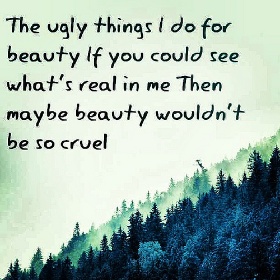 The ugly things I do for
beauty If you could see
what's real in me Then
maybe beauty wouldn't
be so cruel